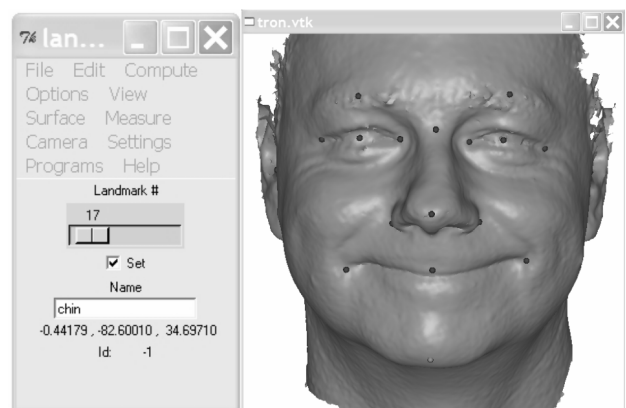 lan...
tron.vtk
File Edit Compute
Options View
Surface Measure
Camera Settings
Programs Help
Landmark #
17
Set
Name
chin
-0.44179 , -82.60010 , 34.69710
Id: -1